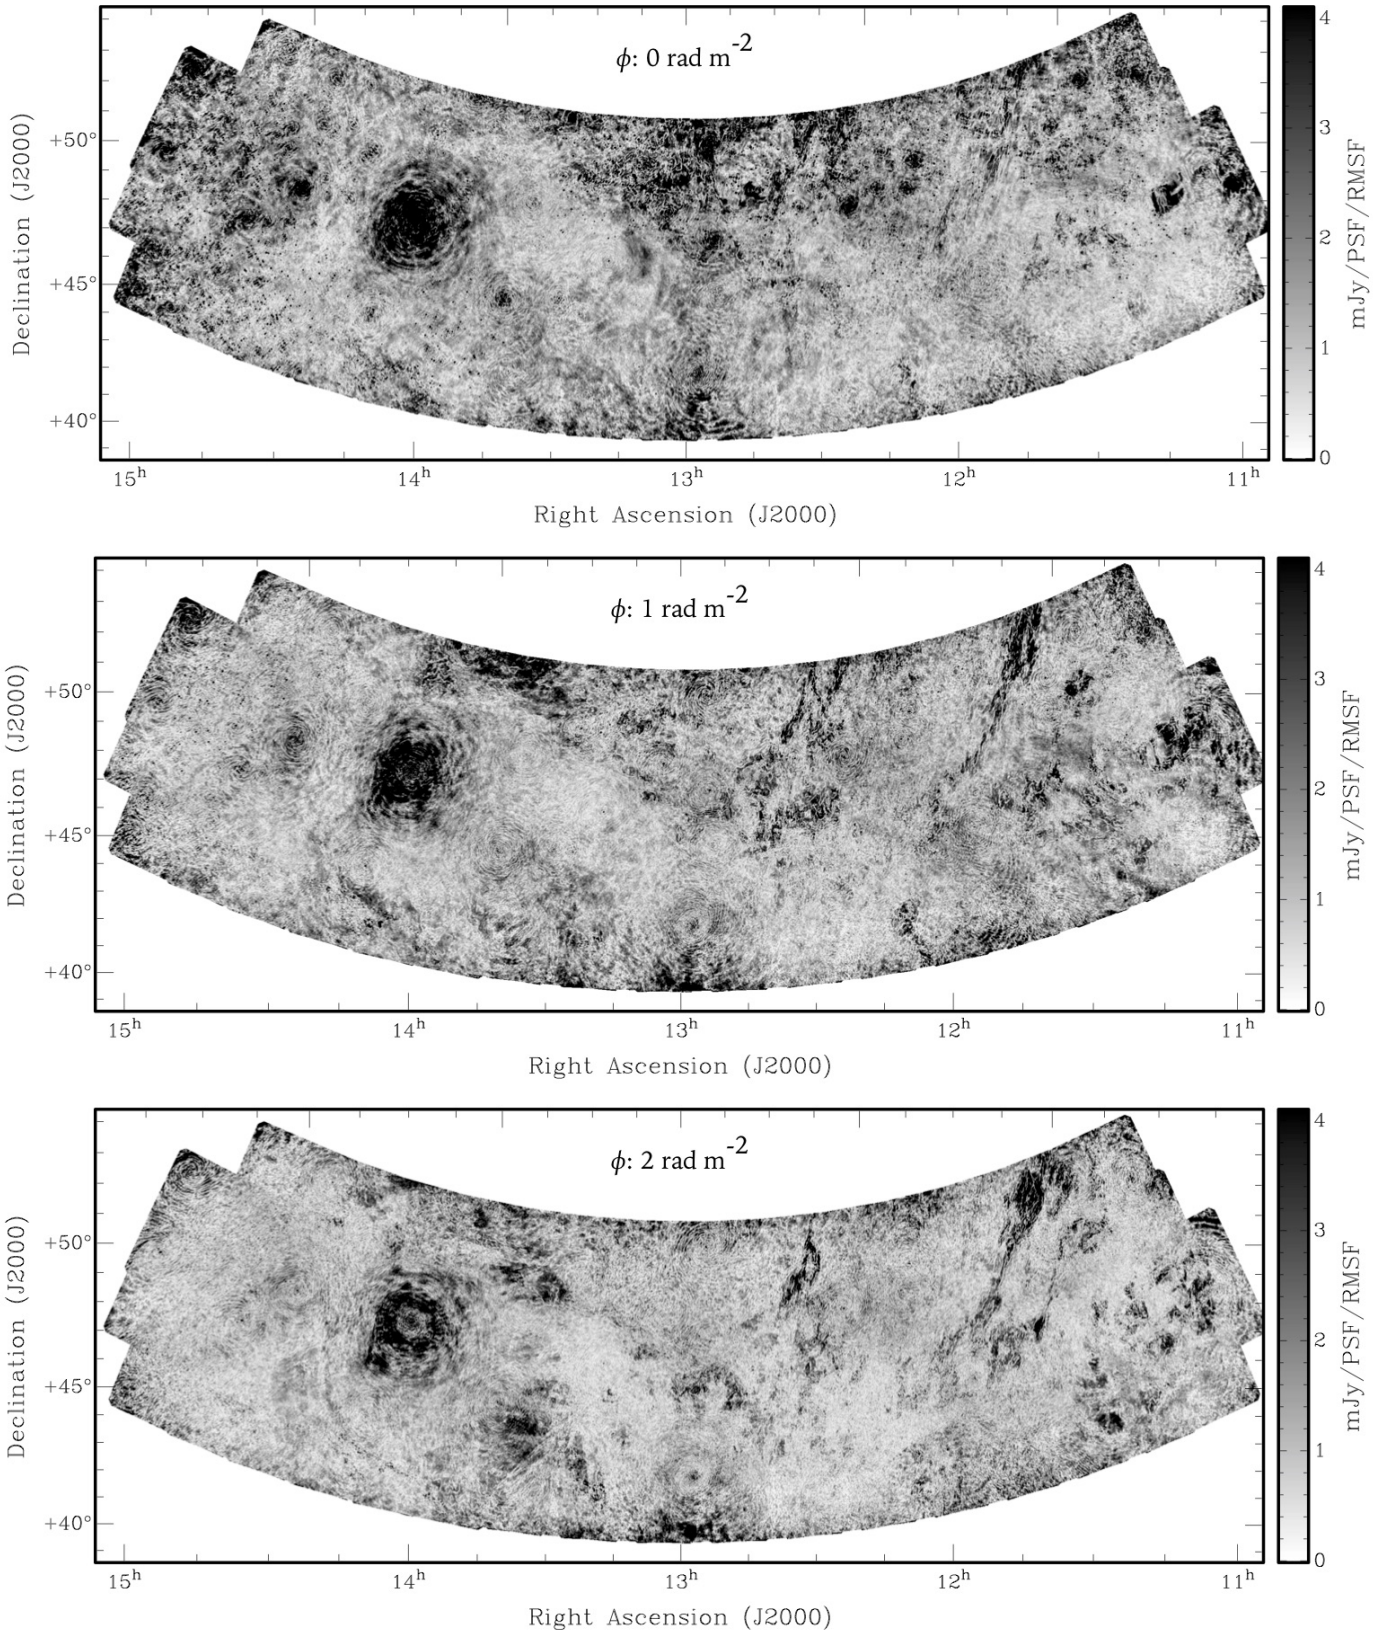 ϕ: 0 rad m-2
Declination (J2000)
+50°
+45°
+40°
15h 14h 13h 12h 11h
Right Ascension (J2000)
4
3
2
1
0
mJy/PSF/RMSF
ϕ: 1 rad m-2
Declination (J2000)
+50°
+45°
+40°
15h 14h 13h 12h 11h
Right Ascension (J2000)
4
3
2
1
0
mJy/PSF/RMSF
ϕ: 2 rad m-2
Declination (J2000)
+50°
+45°
+40°
15h 14h 13h 12h 11h
Right Ascension (J2000)
4
3
2
1
0
mJy/PSF/RMSF